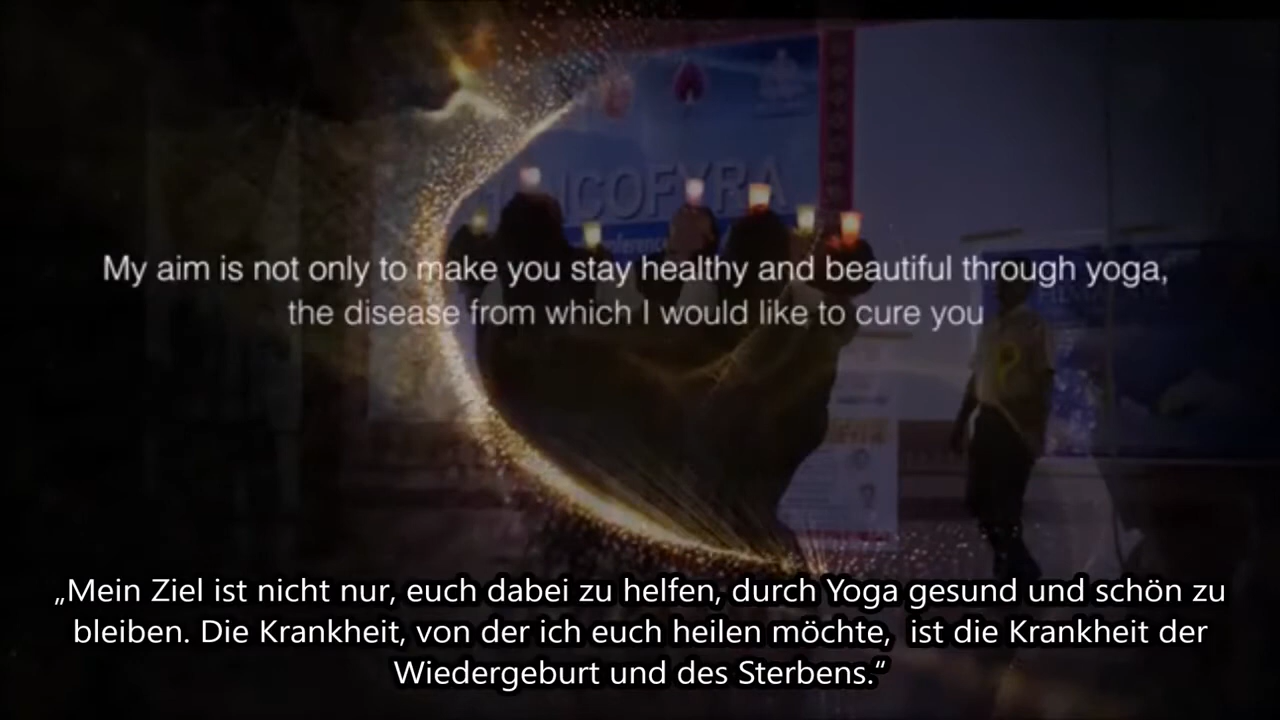 My aim is not only to make you stay healthy and beautiful through yoga,
the disease from which I would like to cure you
„Mein Ziel ist nicht nur, euch dabei zu helfen, durch Yoga gesund und schön zu
bleiben. Die Krankheit, von der ich euch heilen möchte,  ist die Krankheit der
Wiedergeburt und des Sterbens.“